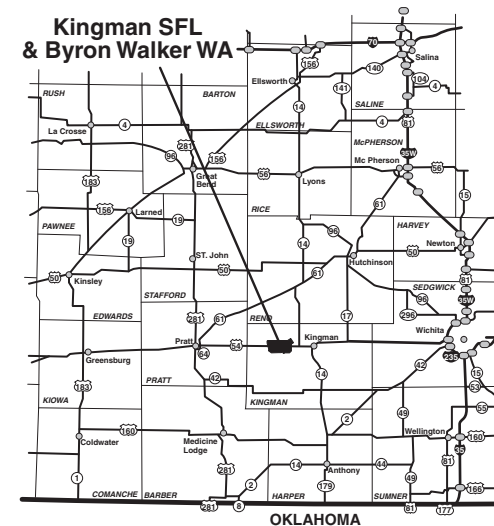 Kingman SFL
& Byron Walker WA
70
156
Salina
140
Ellsworth
104
4
141
RUSH
BARTON
14
SALINE
4
La Crosse
4
281
ELLSWORTH
81
McPHERSON
96
156
35W
Mc Pherson
56
183
Great
Bend
56
Lyons
15
61
156
Larned
19
RICE
HARVEY
PAWNEE
96
Newton
19
14
50
ST. John
Hutchinson
50
50
61
81
Kinsley
SEDGWICK
96
35W
STAFFORD
296
EDWARDS
281
61
RENO
17
Wichita
Pratt
54
Kingman
235
64
Greensburg
42
15
14
53
183
42
PRATT
KIOWA
KINGMAN
55
2
49
160
Wellington
160
Coldwater
Medicine
Lodge
81
35
14
44
281
Anthony
49
2
1
179
166
COMANCHE
BARBER
HARPER
SUMNER
281
8
81
177
OKLAHOMA